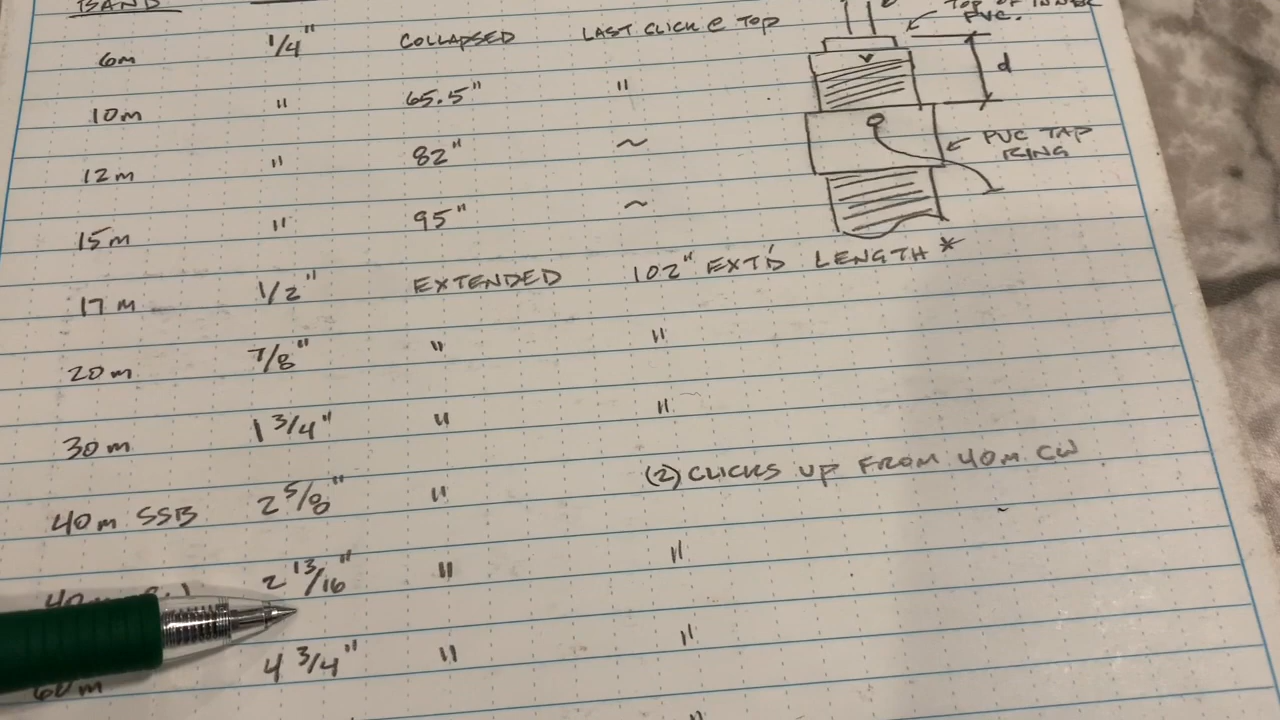 BAND
6m 1/4" COLLAPSED LAST CLICK @ TOP
10m " 65.5" "
12m " 82" ~
15m " 95" ~
17m 1/2" EXTENDED 102" EXT'D LENGTH *
20m 7/8" " "
30m 1 3/4" " "
40m SSB 2 5/8" " (2) CLICKS UP FROM 40m CW
40m 2 13/16" " "
60m 4 3/4" " "
"
TOP OF INNER
PVC.
d
PVC TAP
RING